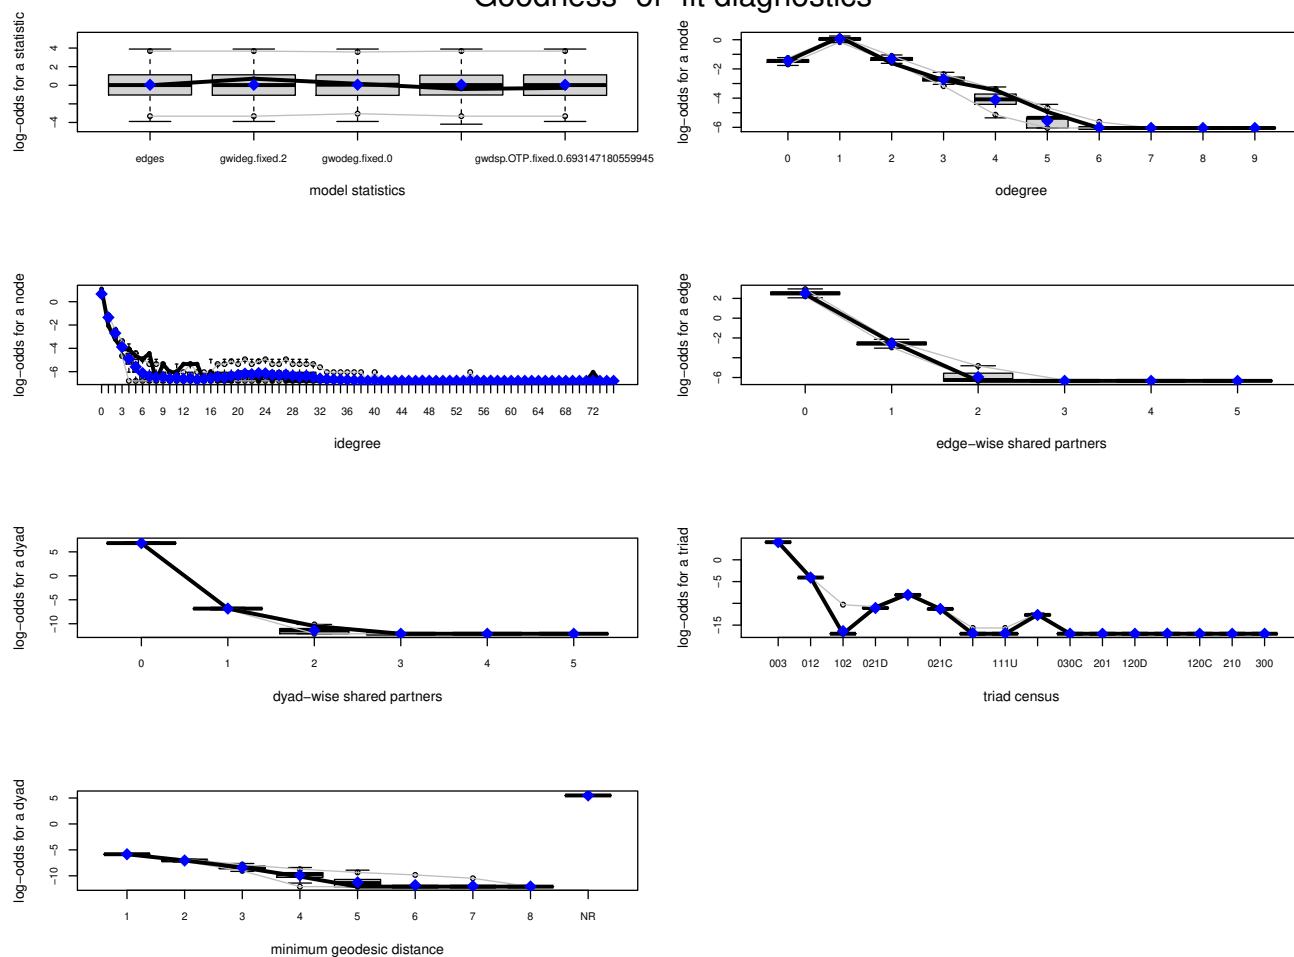 Goodness-of-fit diagnostics
log−odds for a statistic
4
2
0
−4
edges
gwideg.fixed.2
gwodeg.fixed.0
gwdsp.OTP.fixed.0.693147180559945
model statistics
log−odds for a node
0
−2
−4
−6
0 1 2 3 4 5 6 7 8 9
odegree
log−odds for a node
0
−2
−4
−6
0 3 6 9 12 16 20 24 28 32 36 40 44 48 52 56 60 64 68 72
idegree
log−odds for a edge
2
0
−2
−6
0 1 2 3 4 5
edge−wise shared partners
log−odds for a dyad
5
0
−5
−10
0 1 2 3 4 5
dyad−wise shared partners
log−odds for a triad
0
−5
−15
003 012 102 021D 021C 111U 030C 201 120D 120C 210 300
triad census
log−odds for a dyad
5
0
−5
−10
1 2 3 4 5 6 7 8 NR
minimum geodesic distance